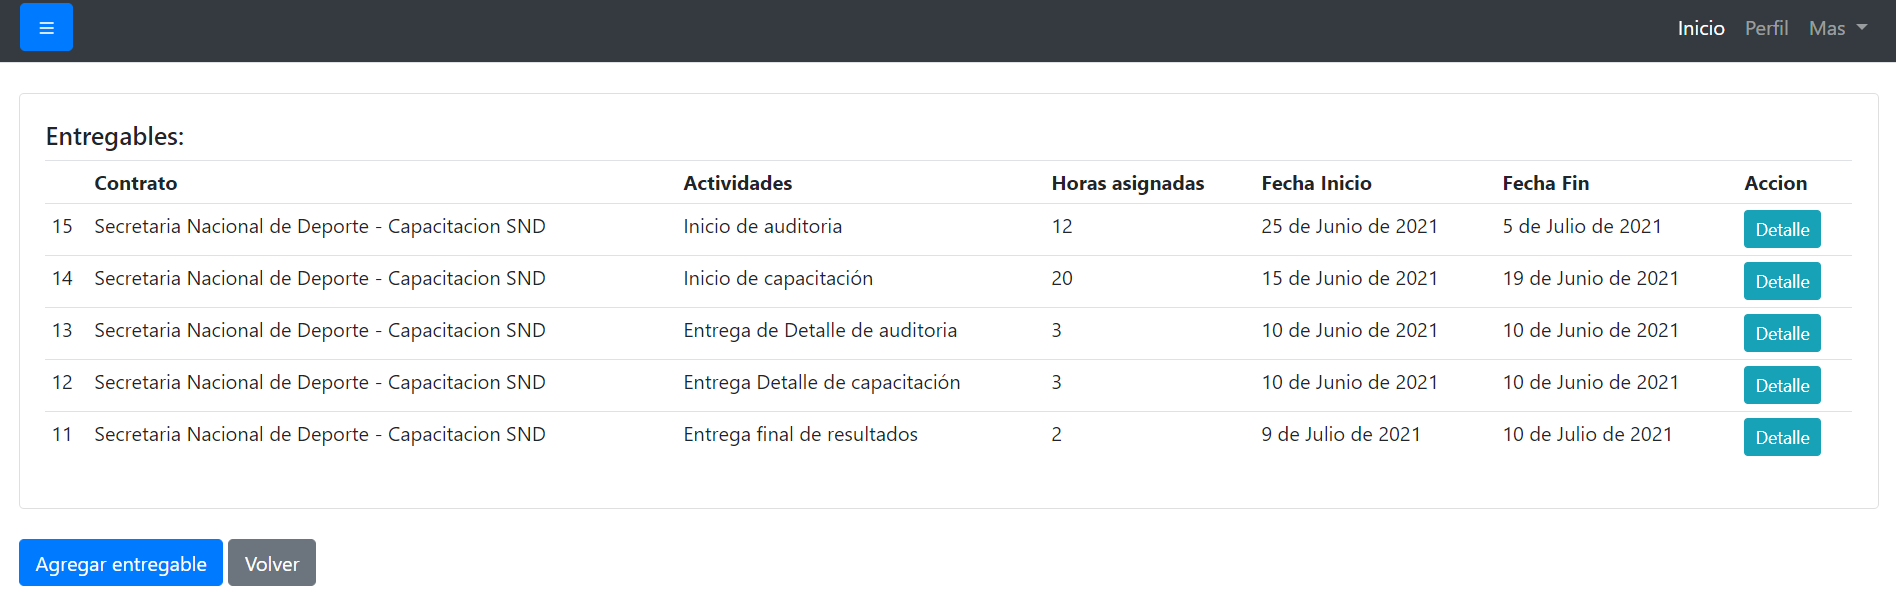 Inicio Perfil Mas
Entregables:
Contrato Actividades Horas asignadas Fecha Inicio Fecha Fin Accion
15 Secretaria Nacional de Deporte - Capacitacion SND Inicio de auditoria 12 25 de Junio de 2021 5 de Julio de 2021 Detalle
14 Secretaria Nacional de Deporte - Capacitacion SND Inicio de capacitación 20 15 de Junio de 2021 19 de Junio de 2021 Detalle
13 Secretaria Nacional de Deporte - Capacitacion SND Entrega de Detalle de auditoria 3 10 de Junio de 2021 10 de Junio de 2021 Detalle
12 Secretaria Nacional de Deporte - Capacitacion SND Entrega Detalle de capacitación 3 10 de Junio de 2021 10 de Junio de 2021 Detalle
11 Secretaria Nacional de Deporte - Capacitacion SND Entrega final de resultados 2 9 de Julio de 2021 10 de Julio de 2021 Detalle
Agregar entregable Volver